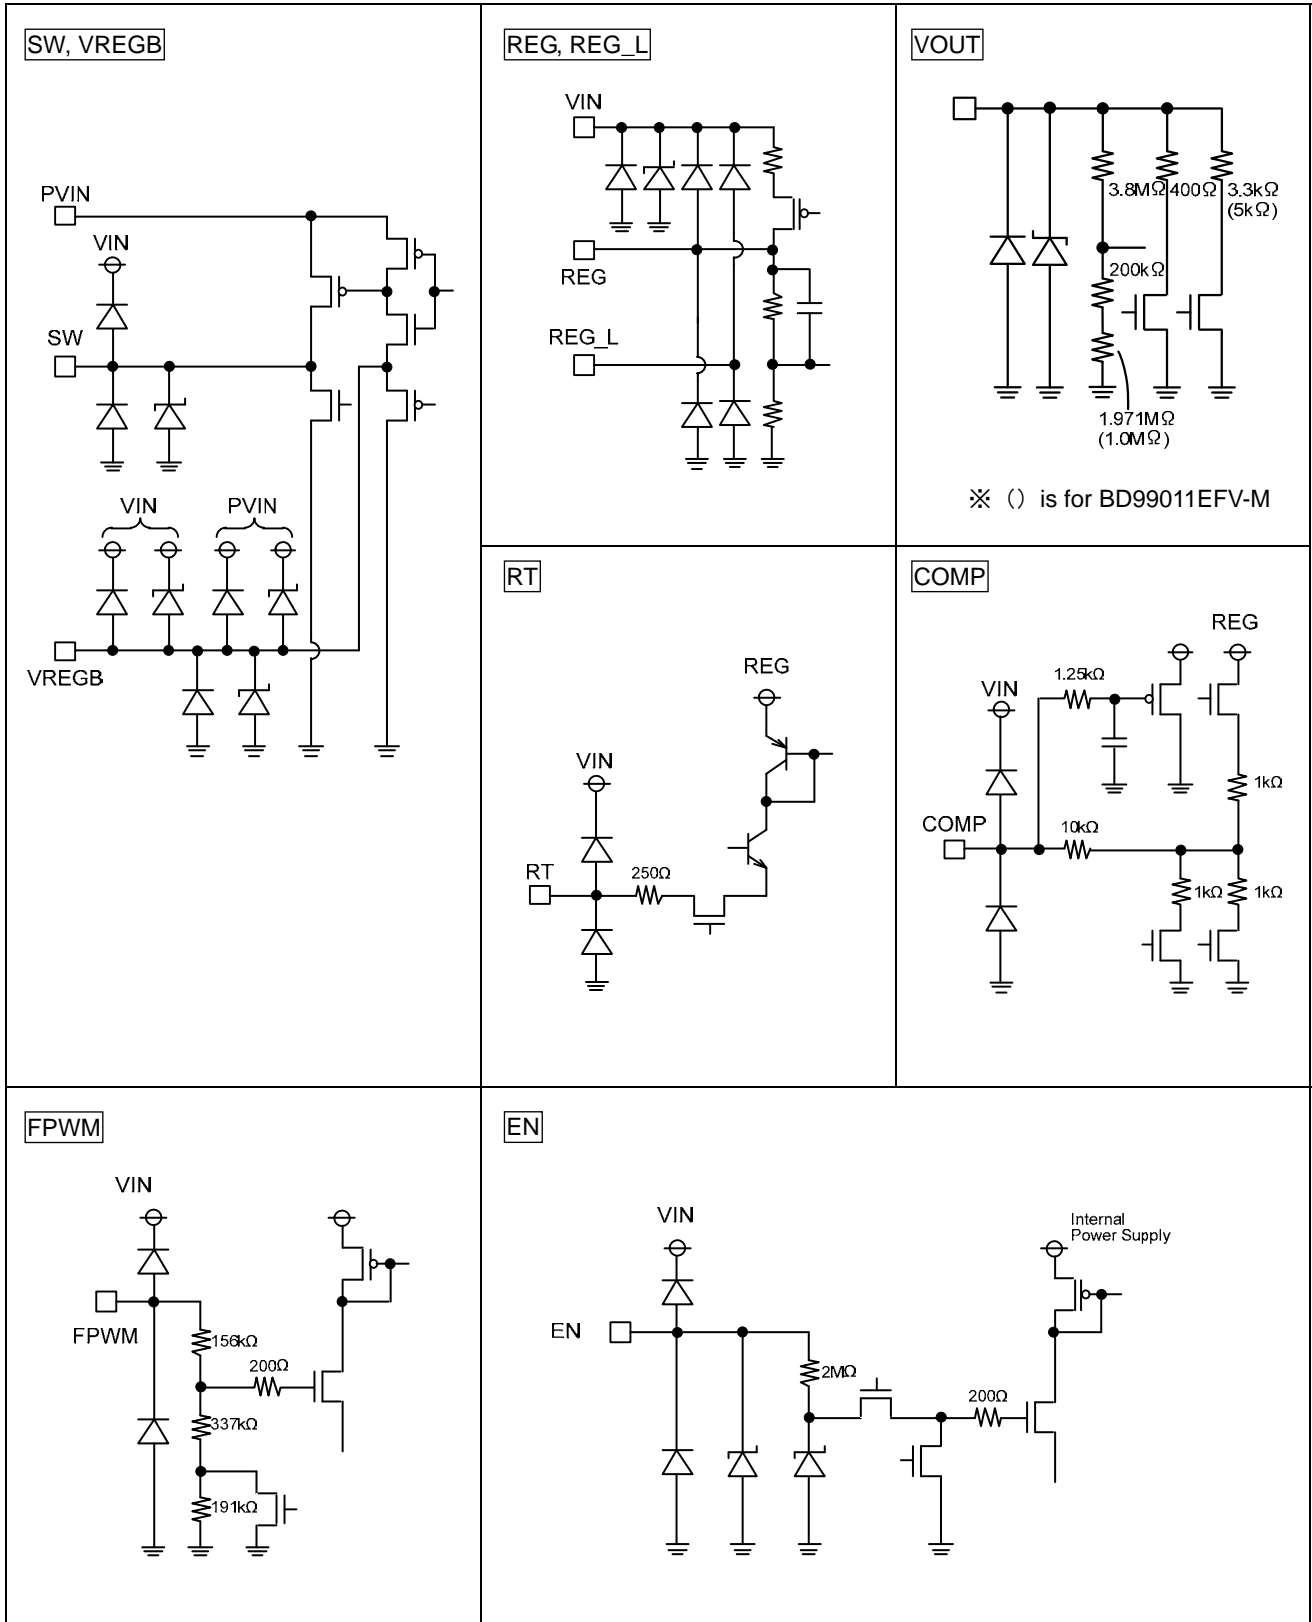 SW, VREGB
PVIN
VIN
SW
VIN
PVIN
VREGB
REG, REG_L
VIN
REG
REG_L
VOUT
3.8MΩ
400Ω
3.3kΩ
(5kΩ)
200kΩ
1.971MΩ
(1.0MΩ)
※ () is for BD99011EFV-M
RT
REG
VIN
RT
250Ω
COMP
REG
1.25kΩ
VIN
1kΩ
COMP
10kΩ
1kΩ
1kΩ
FPWM
VIN
FPWM
156kΩ
200Ω
337kΩ
191kΩ
EN
VIN
Internal
Power Supply
EN
2MΩ
200Ω